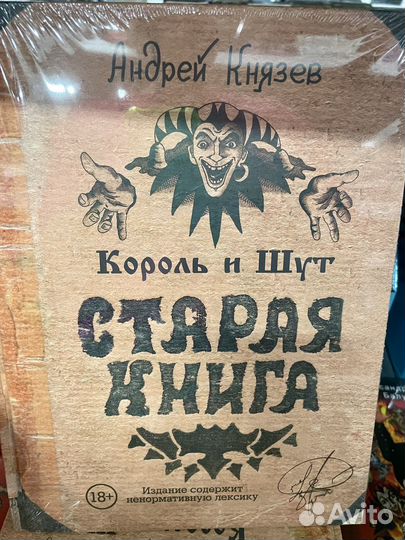 Андрей Князев
Король и Шут
СТАРАЯ
КНИГА
18+
Издание содержит
ненормативную лексику
Avito